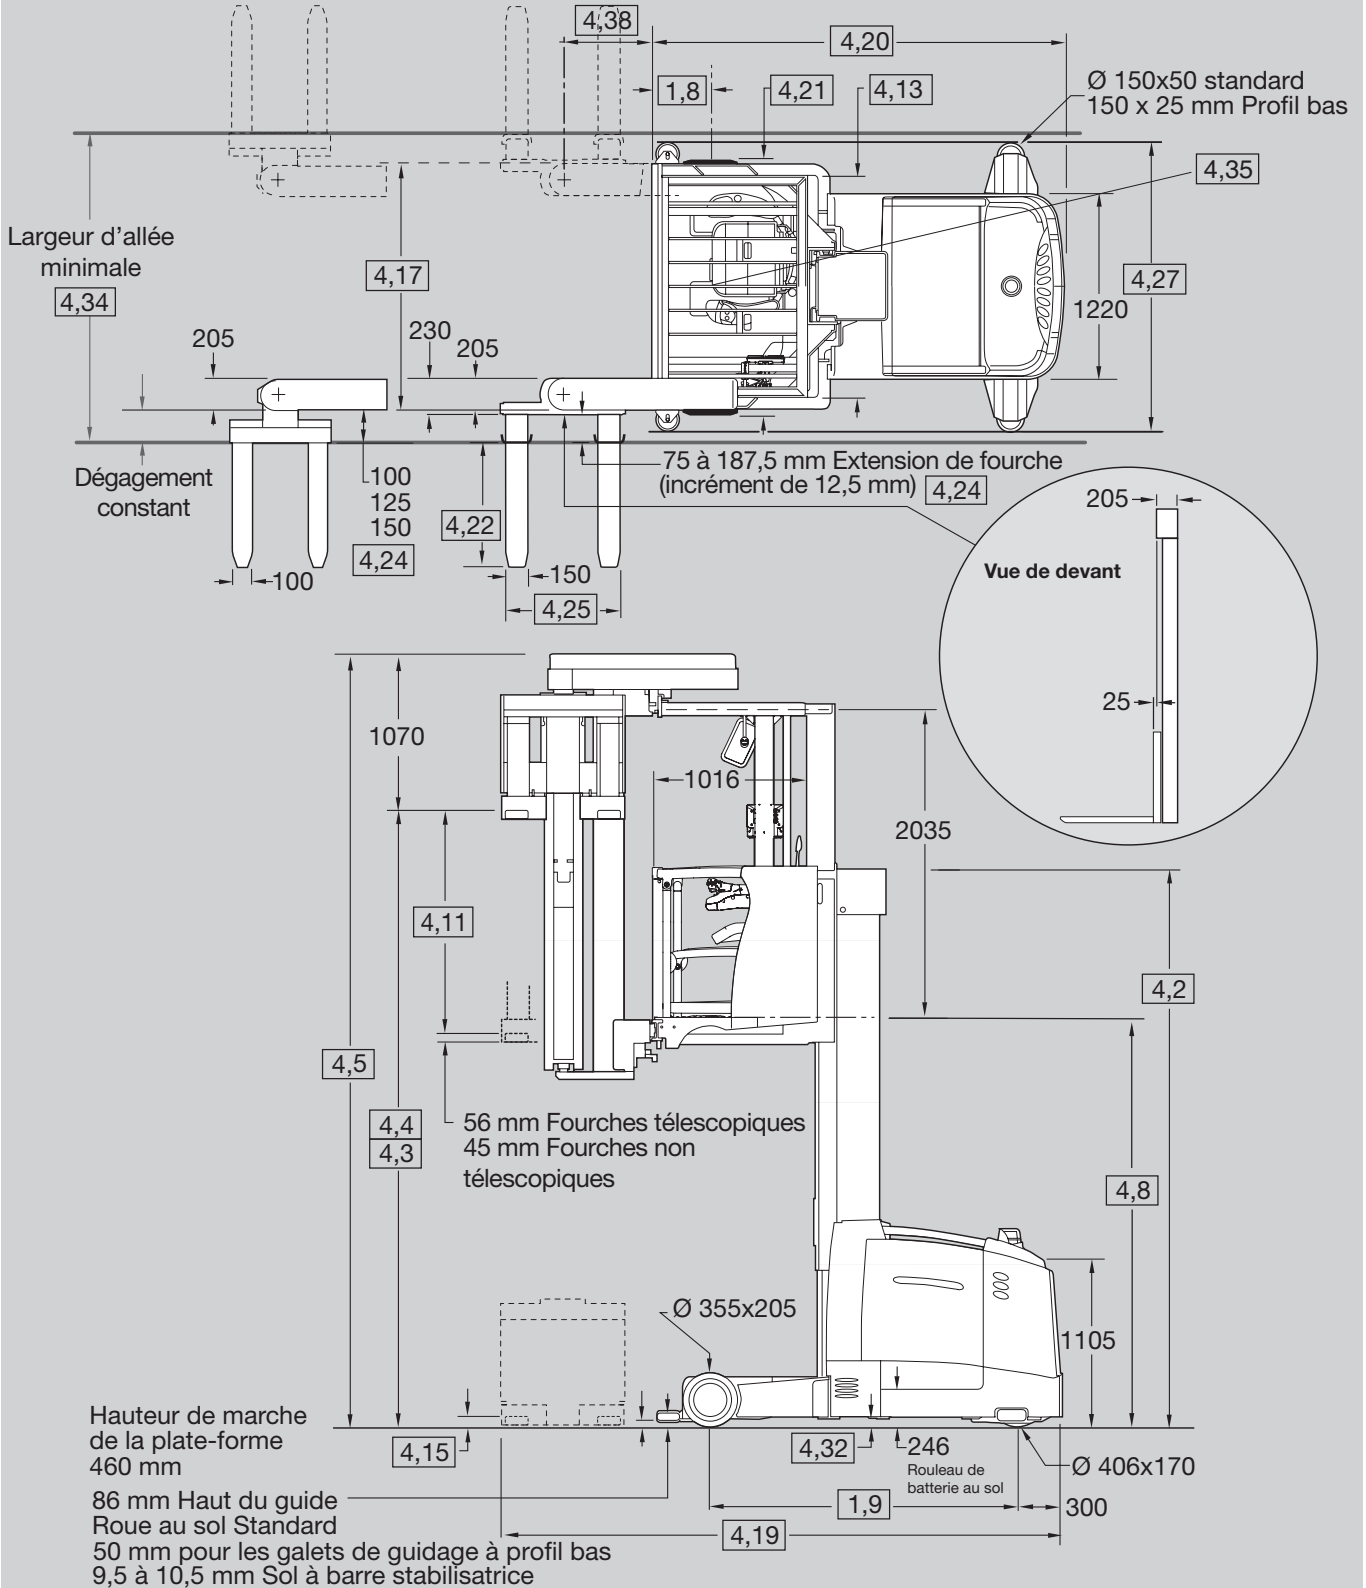 4,38
4,20
1,8
4,21
4,13
Ø 150x50 standard
150 x 25 mm Profil bas
4,35
Largeur d’allée
minimale
4,34
4,17
4,27
1220
205
230
205
Dégagement
constant
100
125
150
4,24
100
4,22
150
4,25
75 à 187,5 mm Extension de fourche
(incrément de 12,5 mm) 4,24
205
Vue de devant
25
1070
1016
2035
4,11
4,2
4,5
4,4
4,3
56 mm Fourches télescopiques
45 mm Fourches non
télescopiques
4,8
Ø 355x205
1105
Hauteur de marche
de la plate-forme
460 mm
4,15
4,32
246
Rouleau de
batterie au sol
Ø 406x170
86 mm Haut du guide
Roue au sol Standard
50 mm pour les galets de guidage à profil bas
9,5 à 10,5 mm Sol à barre stabilisatrice
1,9
300
4,19